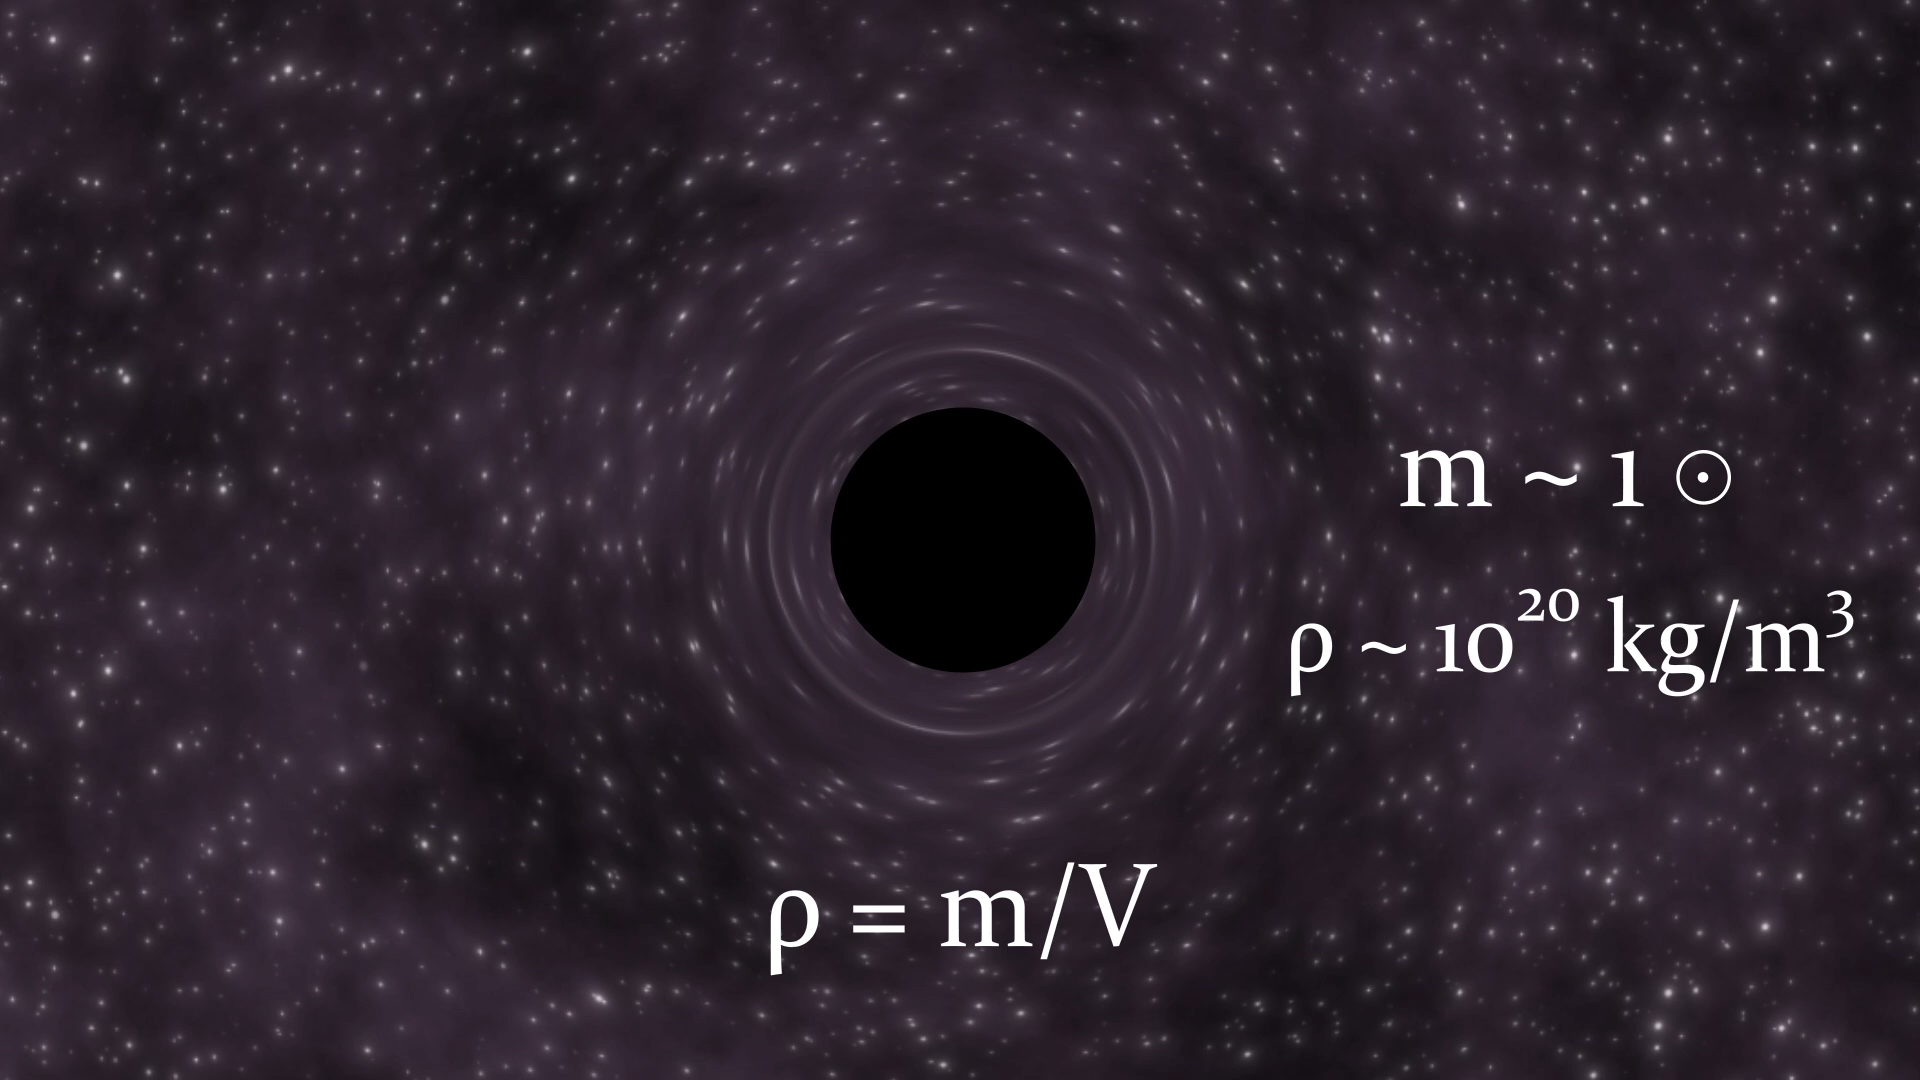 m ~ 1 ☉
ρ ~ 10²⁰ kg/m³
ρ = m/V